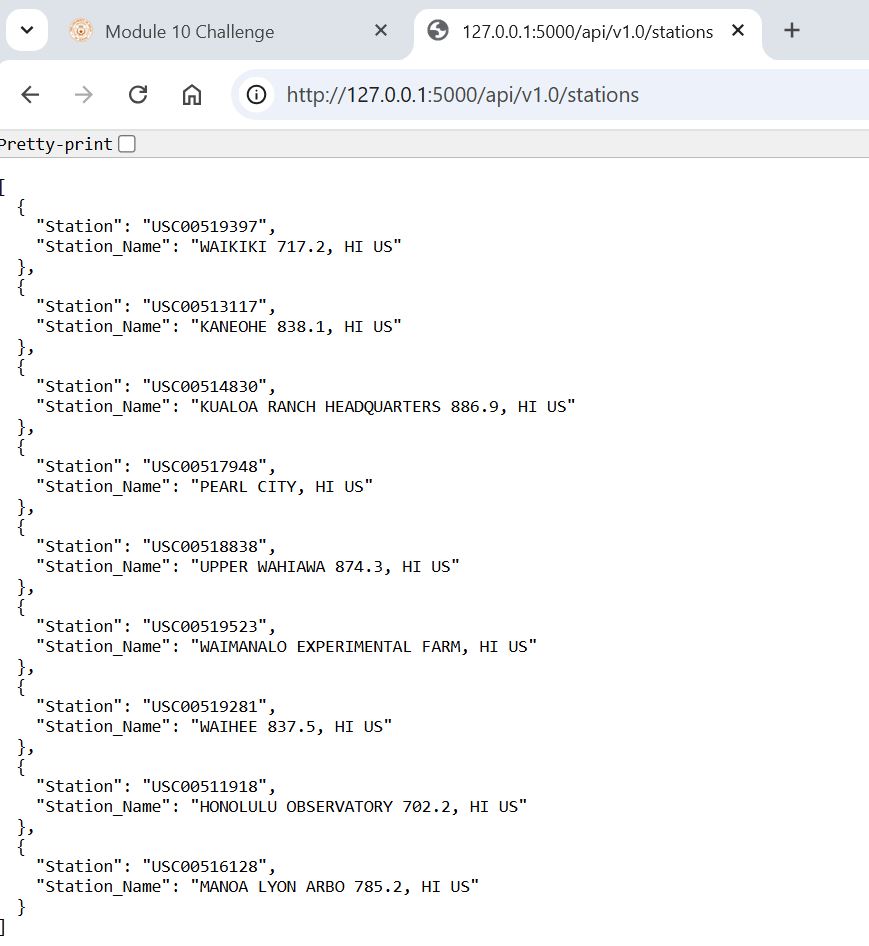 Module 10 Challenge
127.0.0.1:5000/api/v1.0/stations
http://127.0.0.1:5000/api/v1.0/stations
Pretty-print
[
  {
    "Station": "USC00519397",
    "Station_Name": "WAIKIKI 717.2, HI US"
  },
  {
    "Station": "USC00513117",
    "Station_Name": "KANEOHE 838.1, HI US"
  },
  {
    "Station": "USC00514830",
    "Station_Name": "KUALOA RANCH HEADQUARTERS 886.9, HI US"
  },
  {
    "Station": "USC00517948",
    "Station_Name": "PEARL CITY, HI US"
  },
  {
    "Station": "USC00518838",
    "Station_Name": "UPPER WAHIAWA 874.3, HI US"
  },
  {
    "Station": "USC00519523",
    "Station_Name": "WAIMANALO EXPERIMENTAL FARM, HI US"
  },
  {
    "Station": "USC00519281",
    "Station_Name": "WAIHEE 837.5, HI US"
  },
  {
    "Station": "USC00511918",
    "Station_Name": "HONOLULU OBSERVATORY 702.2, HI US"
  },
  {
    "Station": "USC00516128",
    "Station_Name": "MANOA LYON ARBO 785.2, HI US"
  }
]